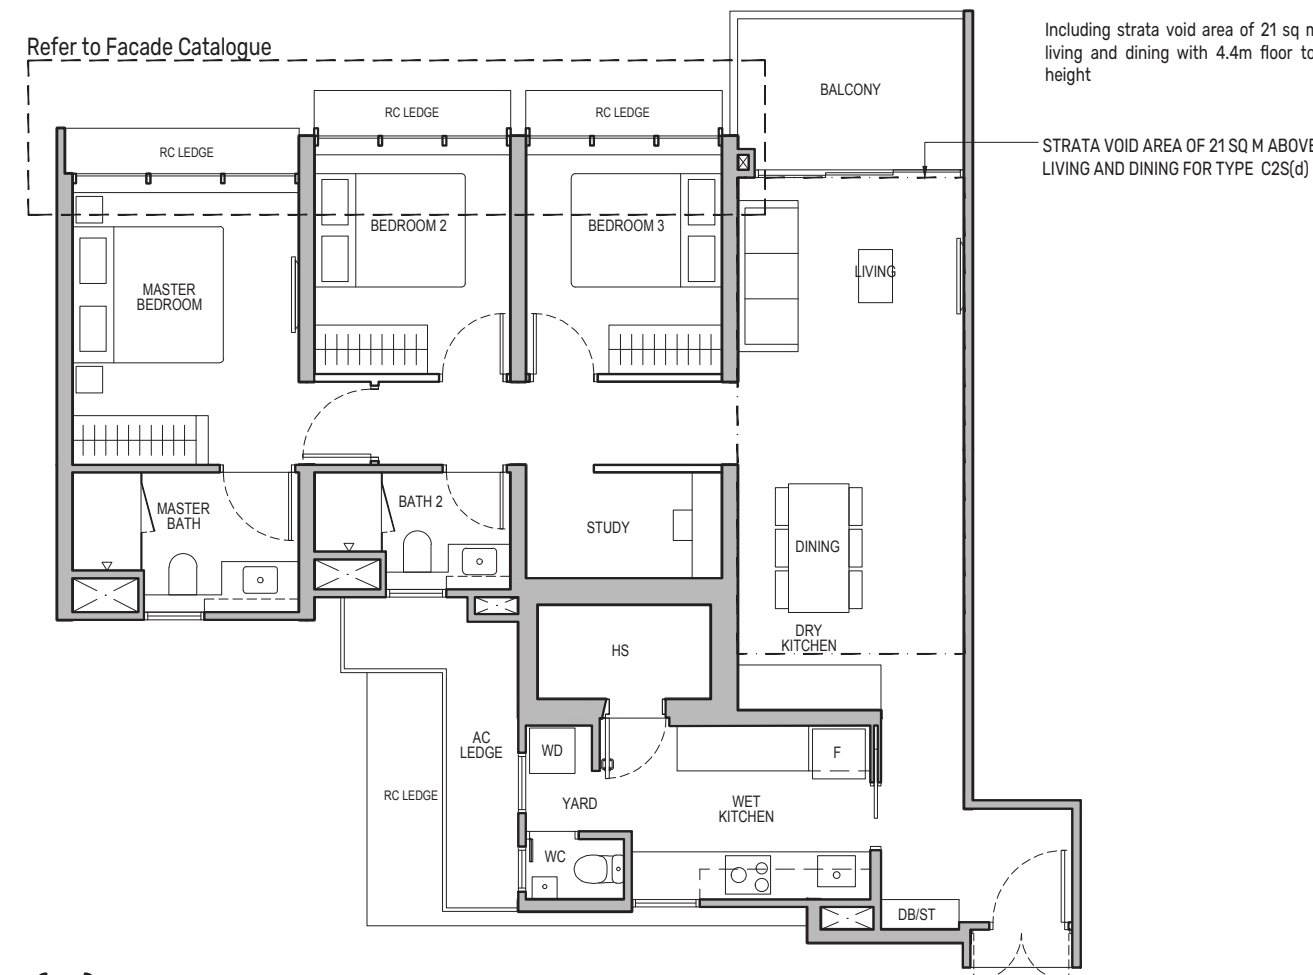 Refer to Facade Catalogue
Including strata void area of 21 sq m
living and dining with 4.4m floor to
height
BALCONY
RC LEDGE
RC LEDGE
RC LEDGE
STRATA VOID AREA OF 21 SQ M ABOVE
LIVING AND DINING FOR TYPE C2S(d)
BEDROOM 2
BEDROOM 3
LIVING
MASTER
BEDROOM
MASTER
BATH
BATH 2
STUDY
DINING
DRY
KITCHEN
HS
AC
LEDGE
WD
F
RC LEDGE
YARD
WET
KITCHEN
WC
DB/ST